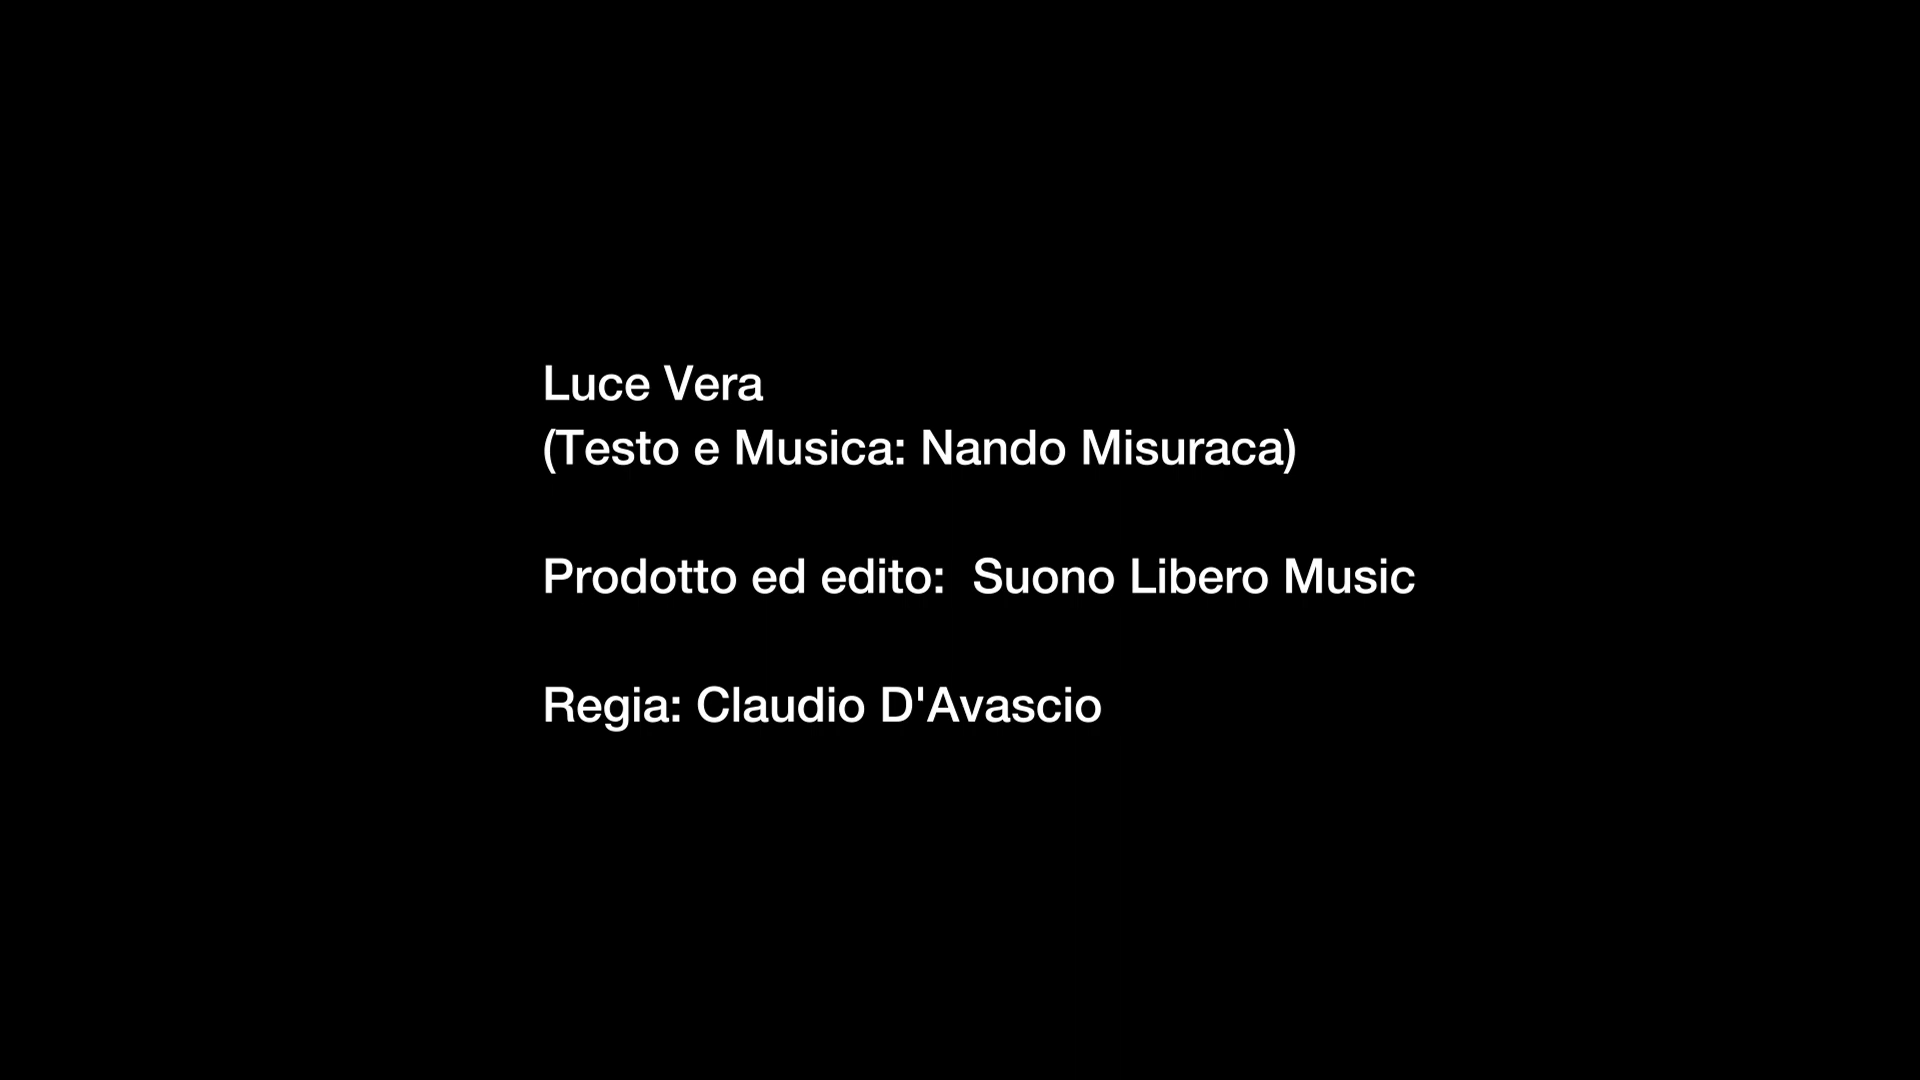 Luce Vera
(Testo e Musica: Nando Misuraca)
Prodotto ed edito:  Suono Libero Music
Regia: Claudio D'Avascio